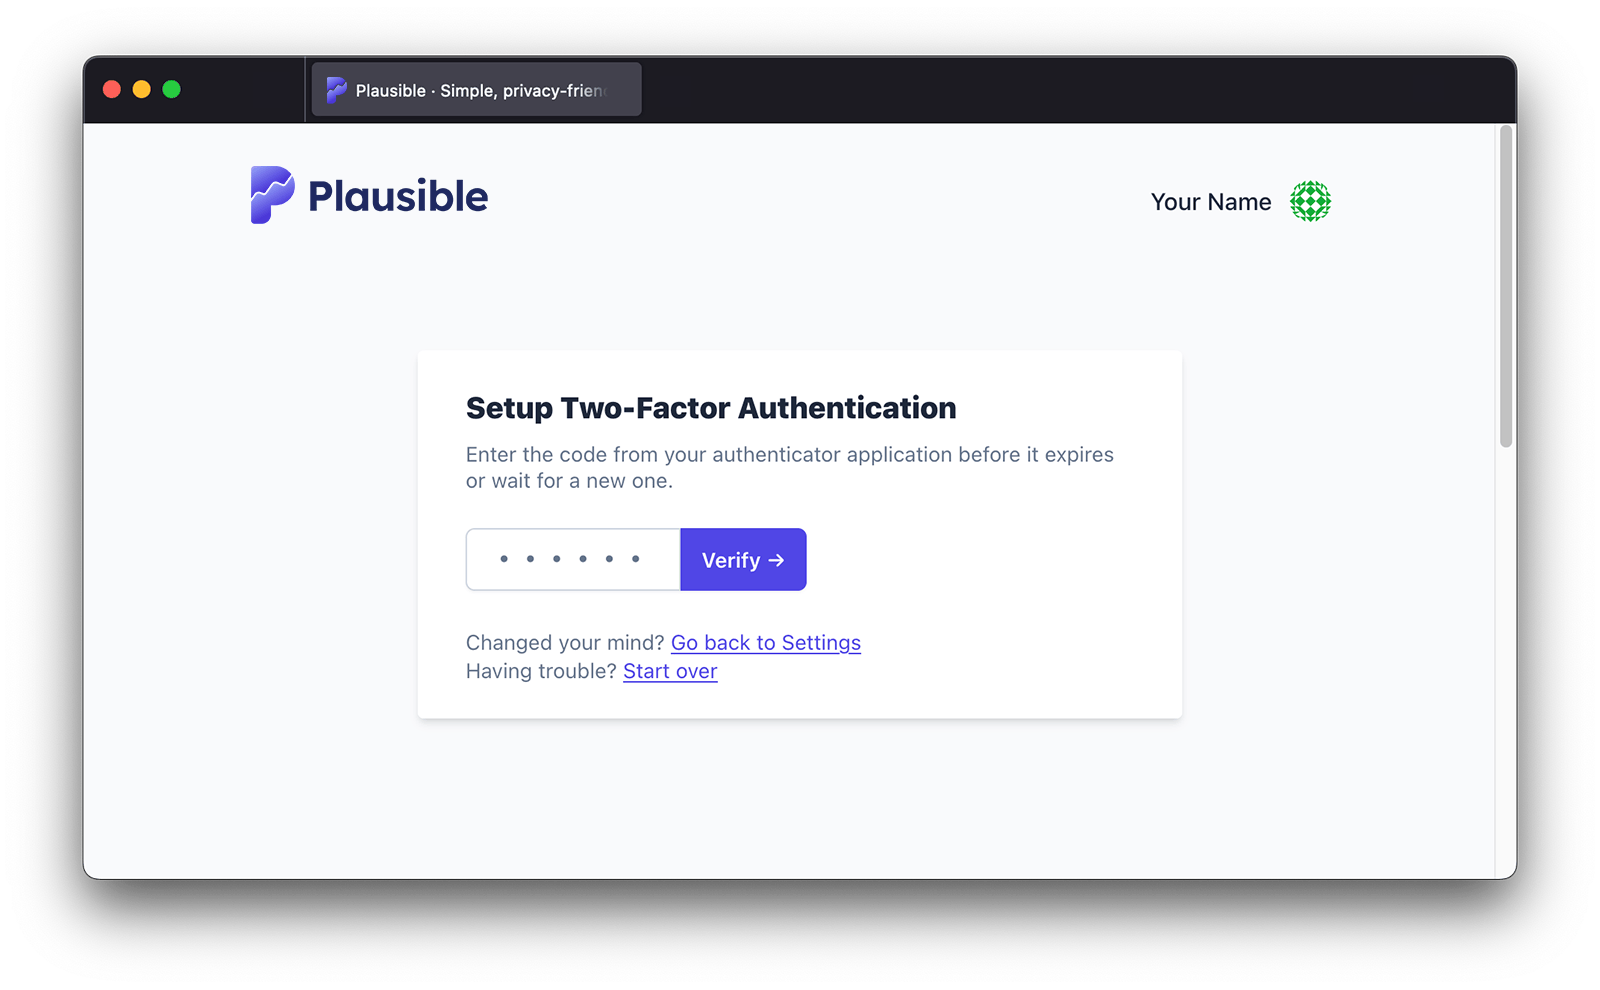 Plausible · Simple, privacy-frien
Plausible
Your Name
Setup Two-Factor Authentication
Enter the code from your authenticator application before it expires
or wait for a new one.
• • • • • •
Verify →
Changed your mind? Go back to Settings
Having trouble? Start over